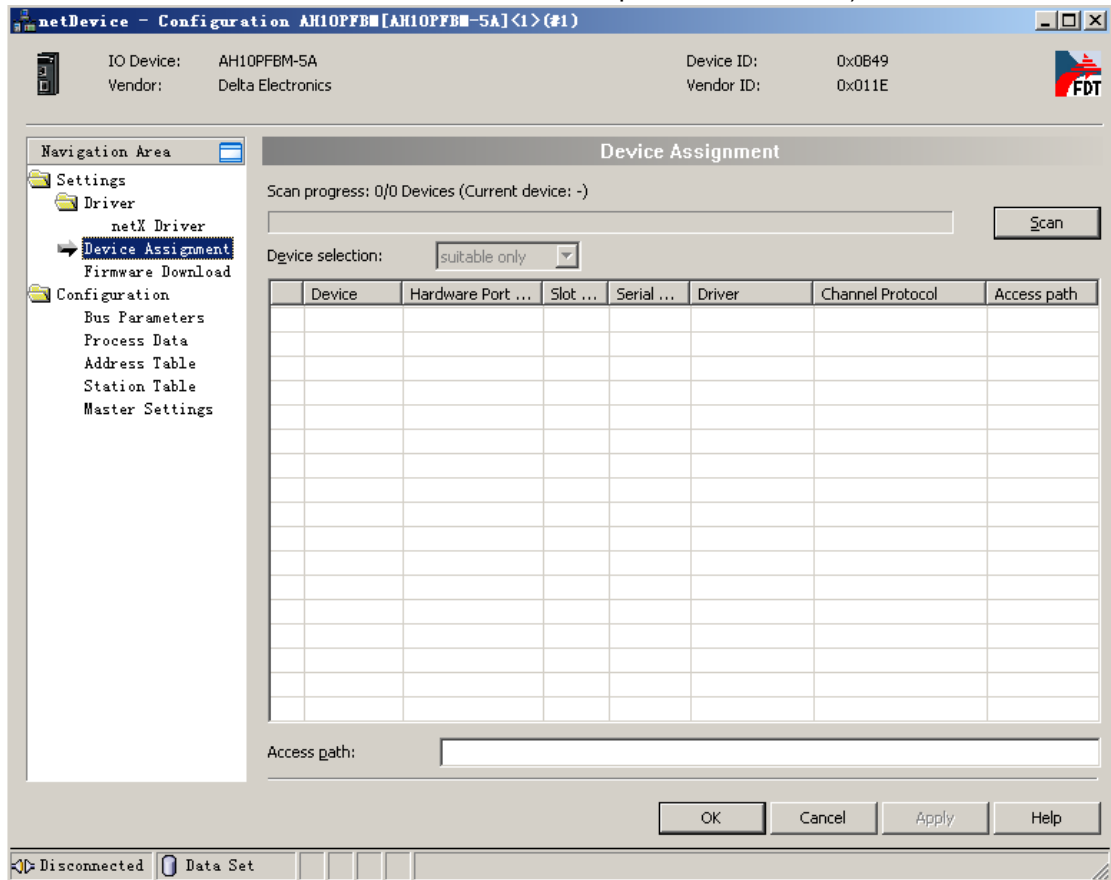 netDevice - Configuration AH10PFBM[AH10PFBM-5A]<1>(#1)
IO Device: AH10PFBM-5A Device ID: 0x0B49
Vendor: Delta Electronics Vendor ID: 0x011E
FDT
Navigation Area
Settings
Driver
netX Driver
Device Assignment
Firmware Download
Configuration
Bus Parameters
Process Data
Address Table
Station Table
Master Settings
Device Assignment
Scan progress: 0/0 Devices (Current device: -)
Scan
Device selection: suitable only
Device Hardware Port ... Slot ... Serial ... Driver Channel Protocol Access path
Access path:
OK Cancel Apply Help
Disconnected Data Set